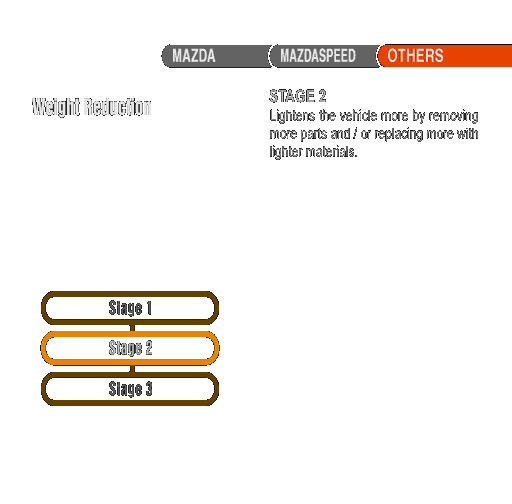 MAZDA MAZDASPEED OTHERS
Weight Reduction
STAGE 2
Lightens the vehicle more by removing
more parts and / or replacing more with
lighter materials.
Stage 1
Stage 2
Stage 3